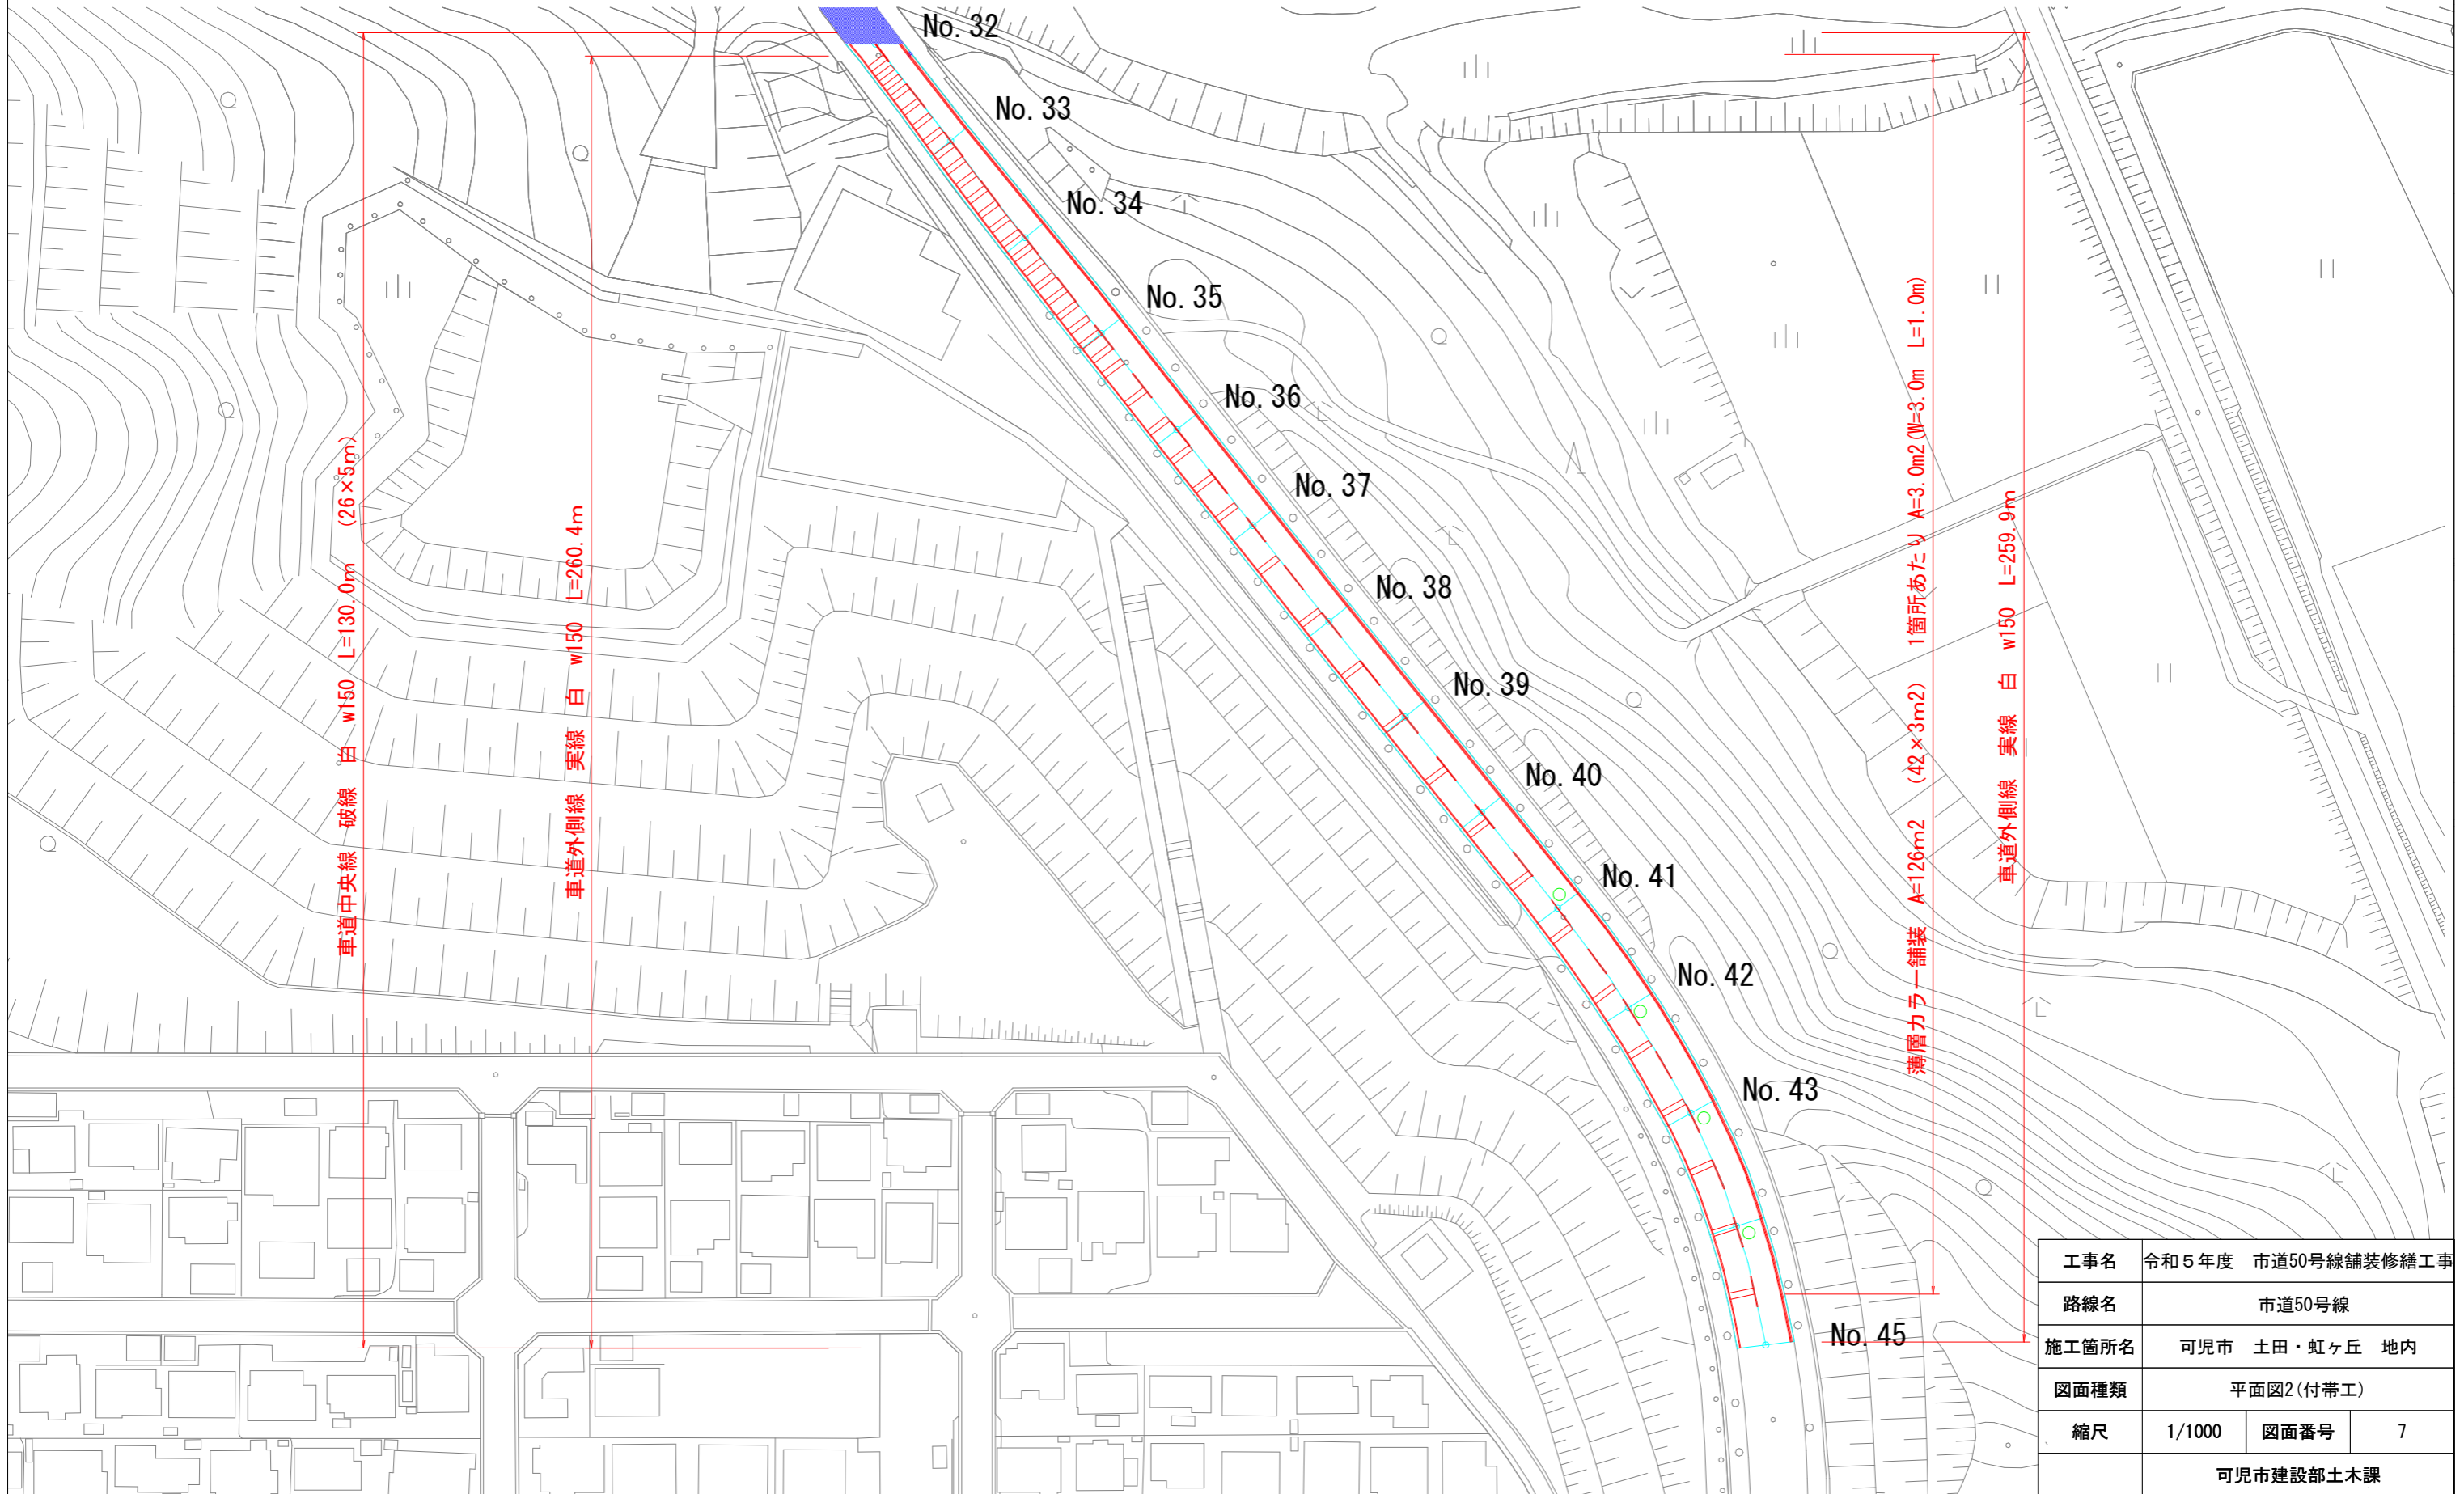 No. 32
No. 33
No. 34
No. 35
No. 36
No. 37
No. 38
No. 39
No. 40
No. 41
No. 42
No. 43
No. 45
車道中央線 破線 白 w150 L=130.0m (26×5m)
車道外側線 実線 白 w150 L=260.4m
薄層カラー舗装 A=126m2 (42×3m2) 1箇所あたり A=3.0m2(W=3.0m L=1.0m)
車道外側線 実線 白 w150 L=259.9m
工事名 令和５年度 市道50号線舗装修繕工事
路線名 市道50号線
施工箇所名 可児市 土田・虹ヶ丘 地内
図面種類 平面図2(付帯工)
縮尺 1/1000 図面番号 7
可児市建設部土木課